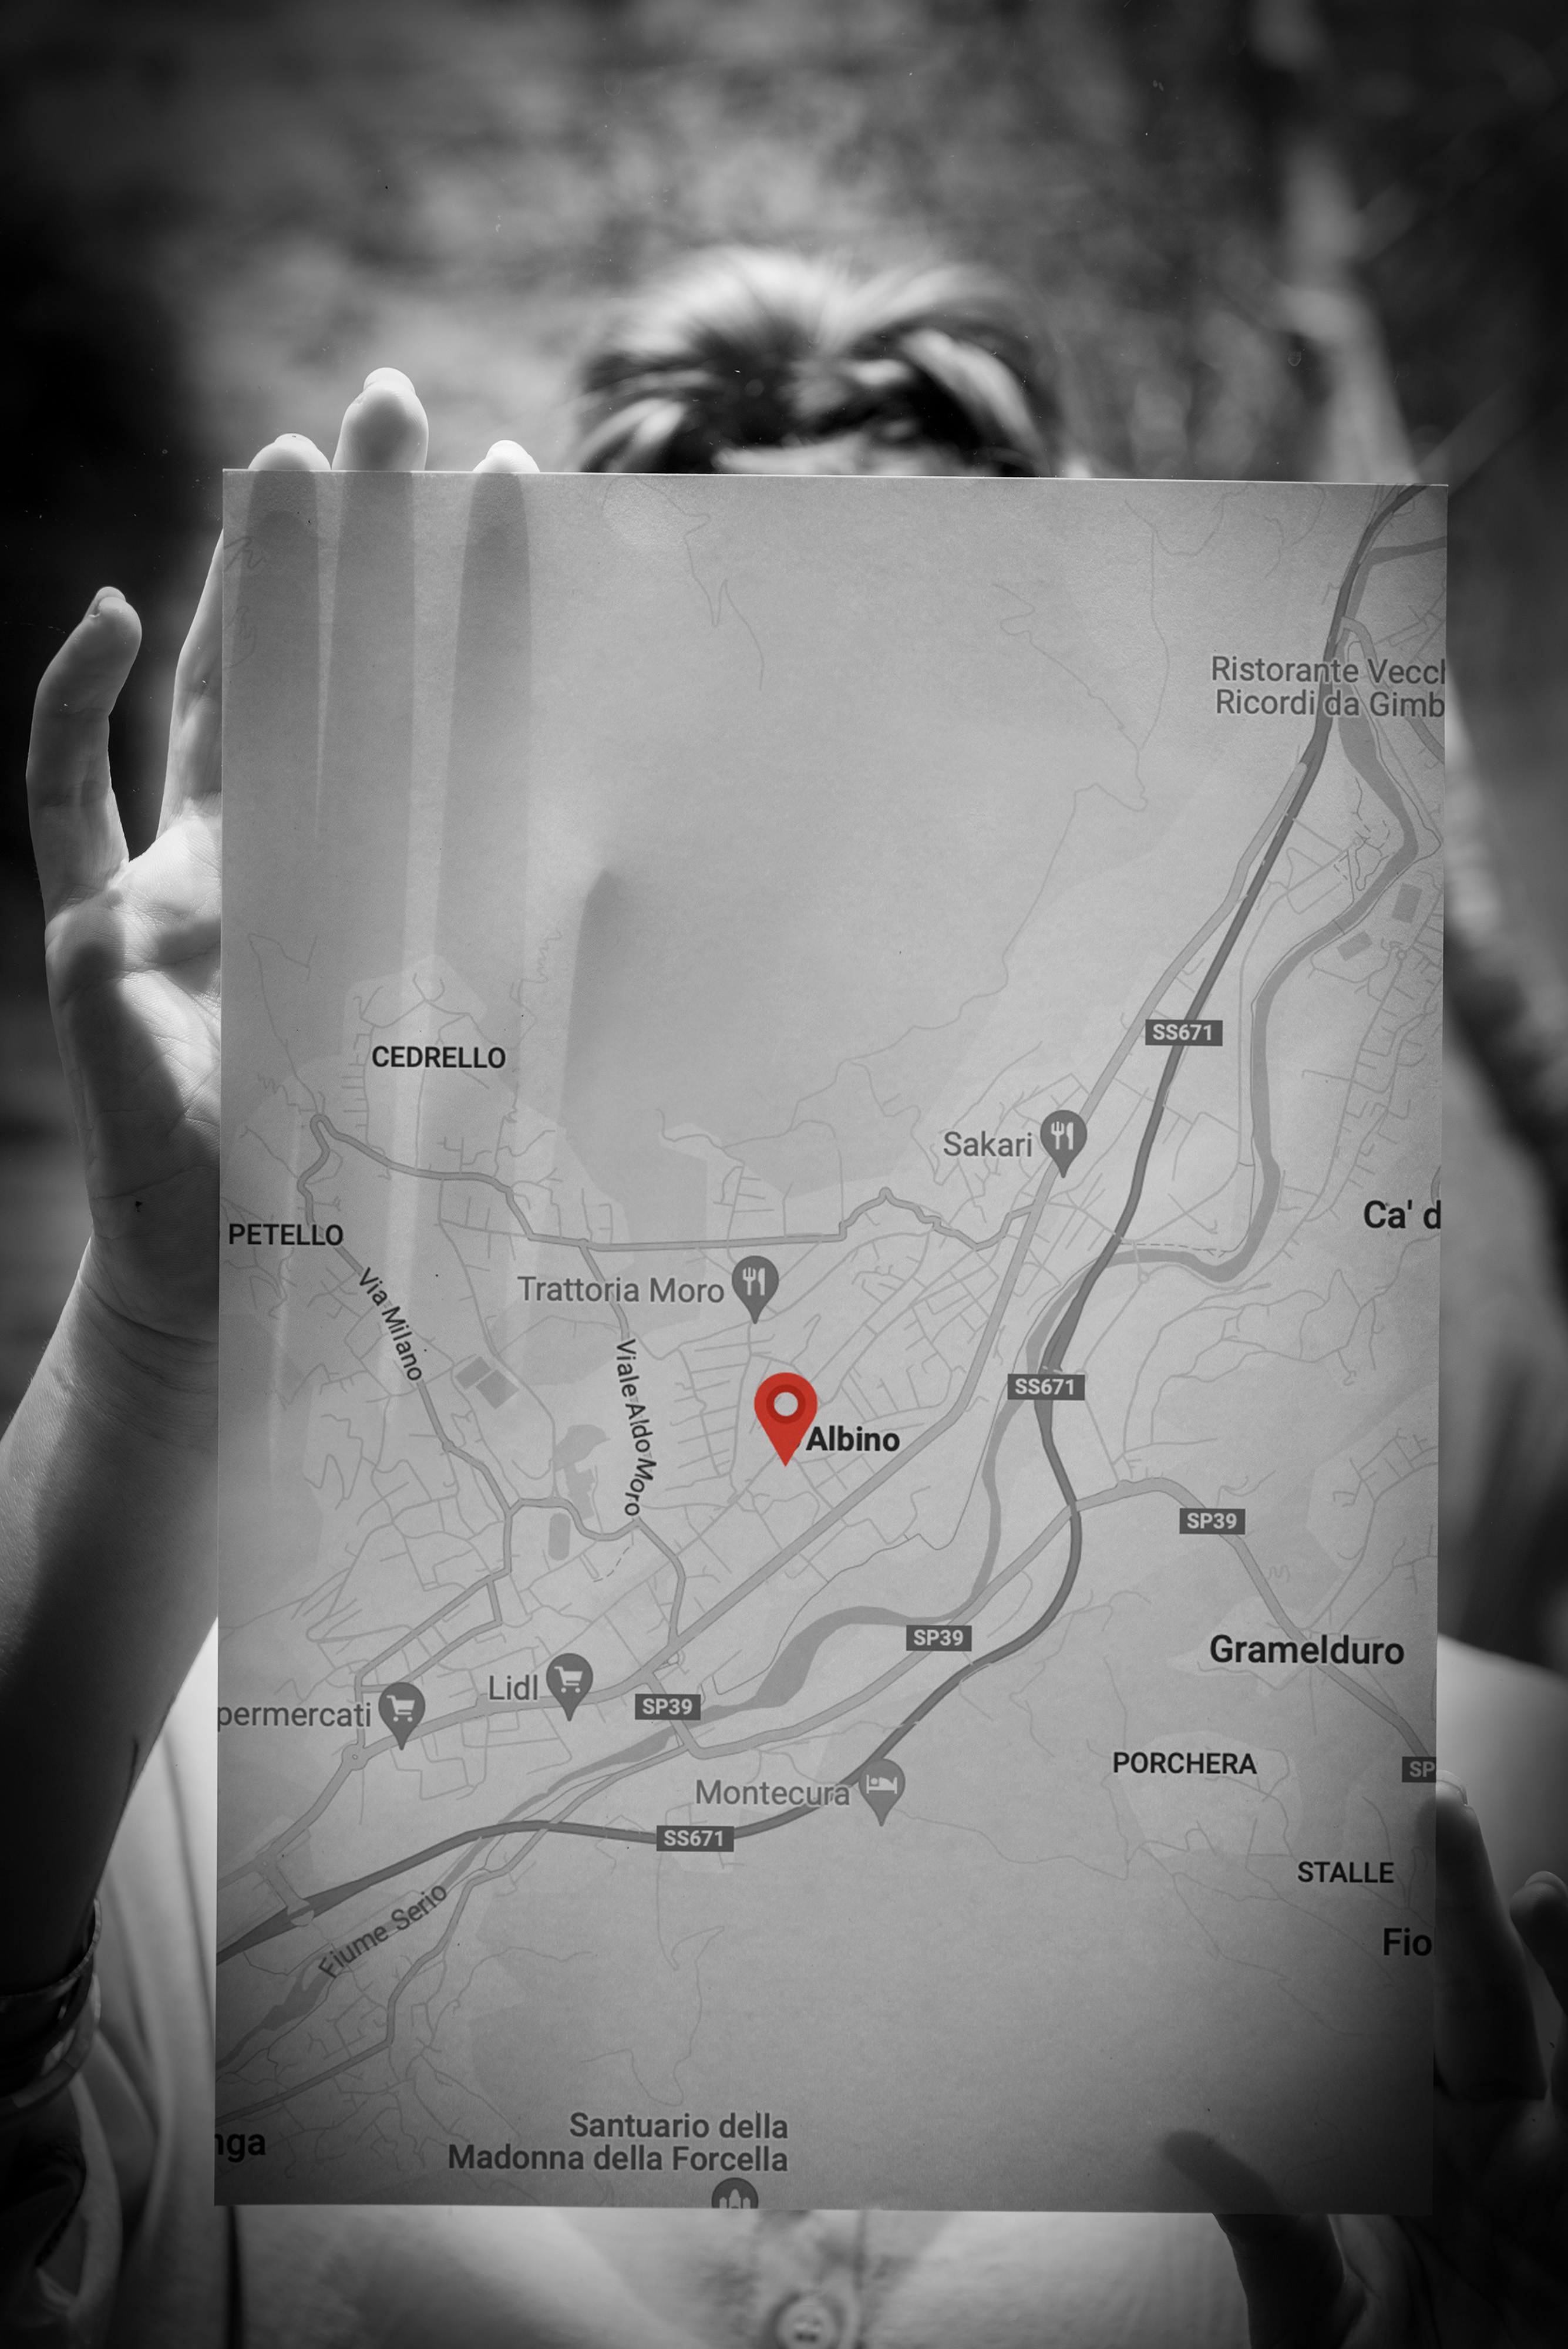 Ristorante Vecch
Ricordi da Gimb
SS671
CEDRELLO
Sakari
Ca' d
PETELLO
Trattoria Moro
Via Milano
Viale Aldo Moro
SS671
Albino
SP39
SP39
Gramelduro
Lidl
SP39
permercati
PORCHERA
SP
Montecura
SS671
STALLE
Fiume Serio
Fio
Santuario della
Madonna della Forcella
nga